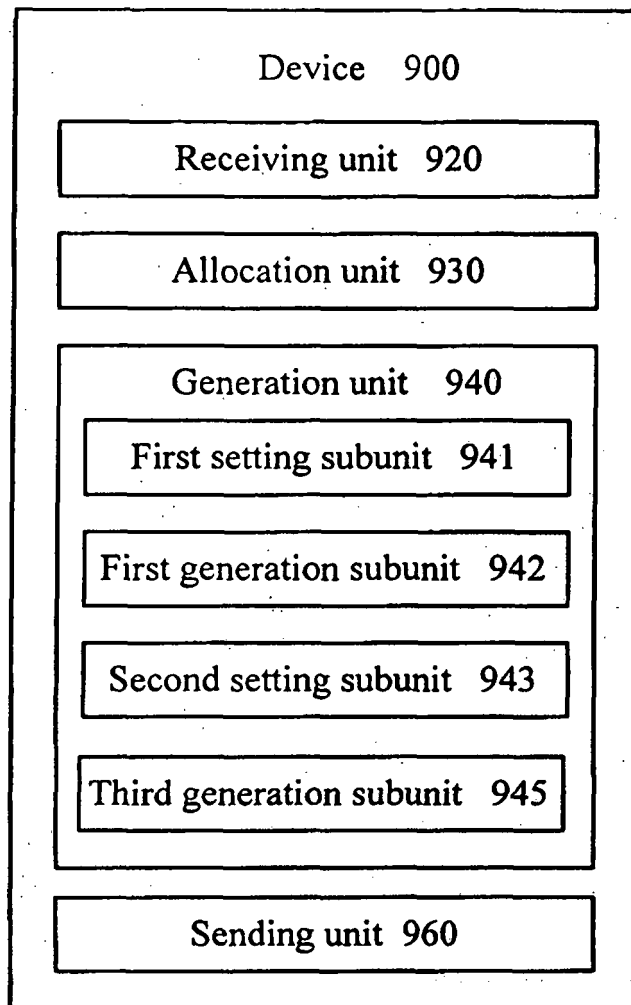 Device 900
Receiving unit 920
Allocation unit 930
Generation unit 940
First setting subunit 941
First generation subunit 942
Second setting subunit 943
Third generation subunit 945
Sending unit 960